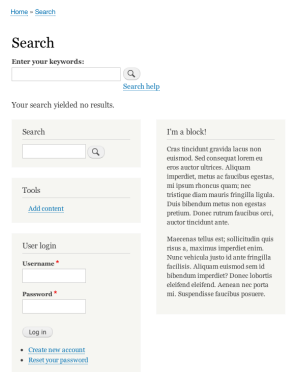 Home » Search
Search
Enter your keywords:
Search help
Your search yielded no results.
Search
Tools
Add content
User login
Username *
Password *
Log in
Create new account
Reset your password
I'm a block!
Cras tincidunt gravida lacus non
euismod. Sed consequat lorem eu
eros auctor ultrices. Aliquam
imperdiet, metus ac faucibus egestas,
mi ipsum rhoncus quam; nec
tristique diam mauris fringilla ligula.
Duis bibendum metus non egestas
pretium. Donec rutrum faucibus orci,
auctor tincidunt ante.
Maecenas tellus est; sollicitudin quis
risus a, maximus imperdiet enim.
Nunc vehicula justo id ante fringilla
facilisis. Aliquam euismod sem id
bibendum imperdiet? Donec lobortis
eleifend eleifend. Aenean nec porta
mi. Suspendisse faucibus posuere.